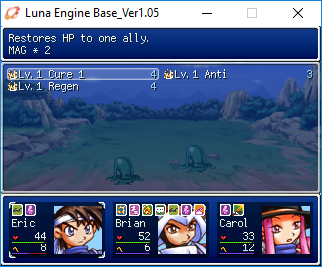 Luna Engine Base_Ver1.05
Restores HP to one ally.
MAG * 2
Lv.1 Cure 1 4 Lv.1 Anti 3
Lv.1 Regen 4
Eric Brian Carol
44 52 33
8 6 12